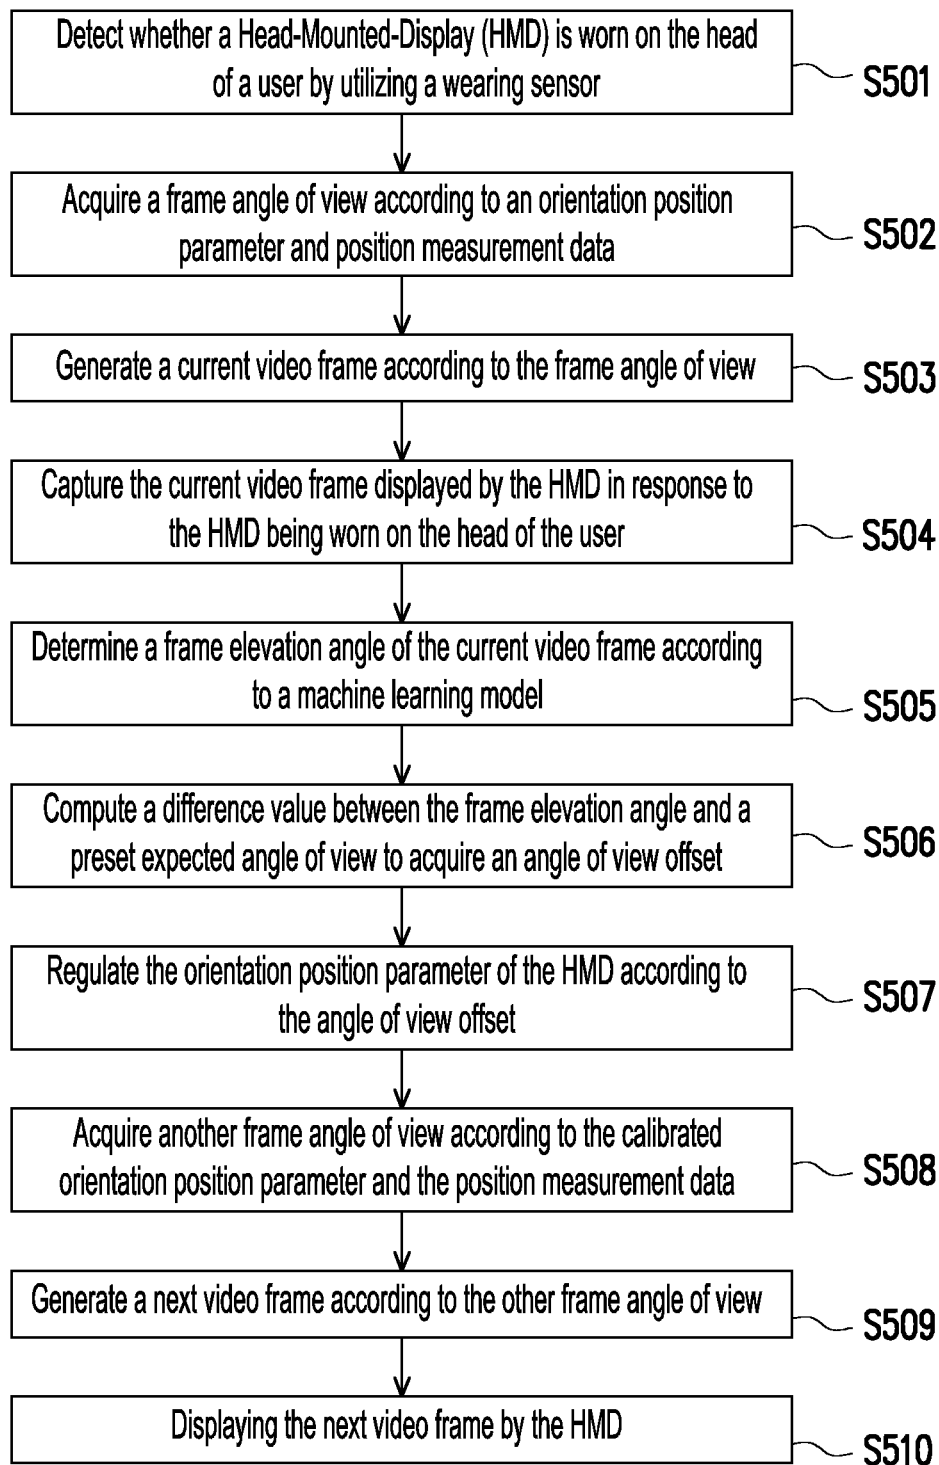 Detect whether a Head-Mounted-Display (HMD) is worn on the head
of a user by utilizing a wearing sensor
S501
Acquire a frame angle of view according to an orientation position
parameter and position measurement data
S502
Generate a current video frame according to the frame angle of view
S503
Capture the current video frame displayed by the HMD in response to
the HMD being worn on the head of the user
S504
Determine a frame elevation angle of the current video frame according
to a machine learning model
S505
Compute a difference value between the frame elevation angle and a
preset expected angle of view to acquire an angle of view offset
S506
Regulate the orientation position parameter of the HMD according to
the angle of view offset
S507
Acquire another frame angle of view according to the calibrated
orientation position parameter and the position measurement data
S508
Generate a next video frame according to the other frame angle of view
S509
Displaying the next video frame by the HMD
S510